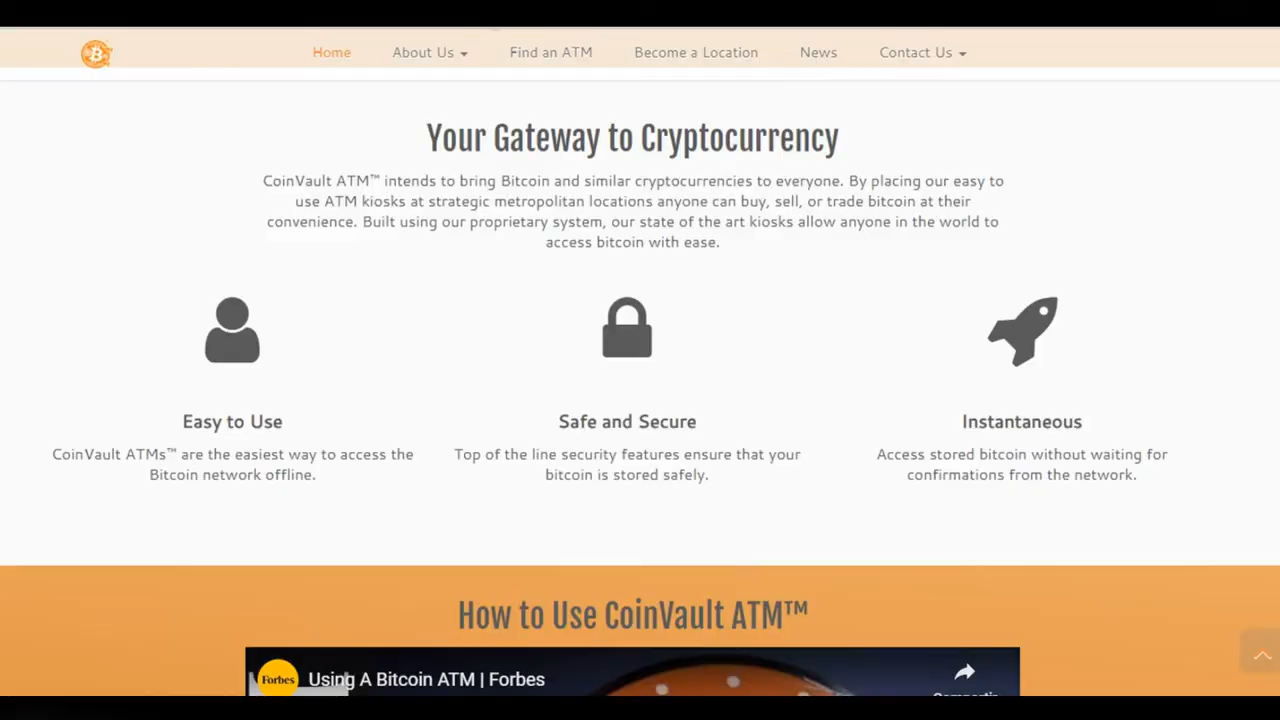 Home About Us Find an ATM Become a Location News Contact Us
Your Gateway to Cryptocurrency
CoinVault ATM™ intends to bring Bitcoin and similar cryptocurrencies to everyone. By placing our easy to
use ATM kiosks at strategic metropolitan locations anyone can buy, sell, or trade bitcoin at their
convenience. Built using our proprietary system, our state of the art kiosks allow anyone in the world to
access bitcoin with ease.
Easy to Use
CoinVault ATMs™ are the easiest way to access the
Bitcoin network offline.
Safe and Secure
Top of the line security features ensure that your
bitcoin is stored safely.
Instantaneous
Access stored bitcoin without waiting for
confirmations from the network.
How to Use CoinVault ATM™
Forbes
Using A Bitcoin ATM | Forbes